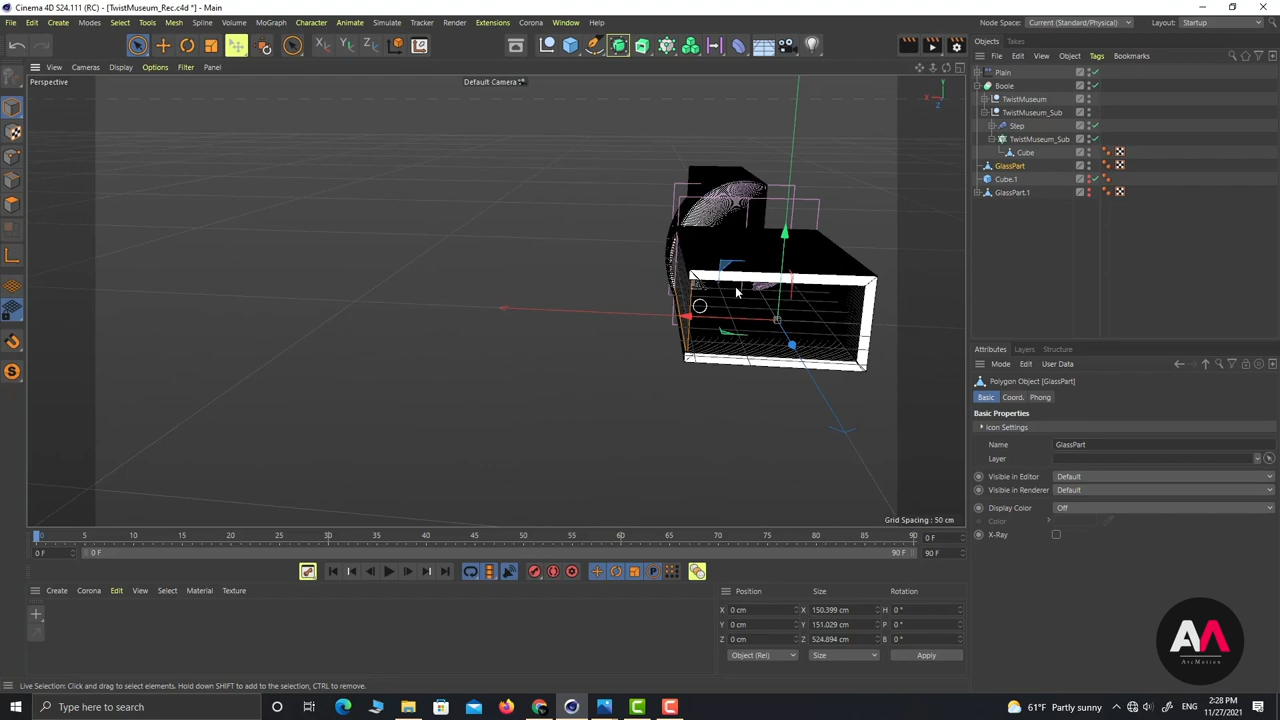 Cinema 4D S24.111 (RC) - [TwistMuseum_Rec.c4d *] - Main
File Edit Create Modes Select Tools Mesh Spline Volume MoGraph Character Animate Simulate Tracker Render Extensions Corona Window Help
Node Space: Current (Standard/Physical) Layout: Startup
X Y Z
Objects Takes
View Cameras Display Options Filter Panel
File Edit View Object Tags Bookmarks
Perspective
Default Camera
Y
X
Z
Plain
Boole
TwistMuseum
TwistMuseum_Sub
Step
TwistMuseum_Sub
Cube
GlassPart
Cube.1
GlassPart.1
Attributes Layers Structure
Mode Edit User Data
Polygon Object [GlassPart]
Basic Coord. Phong
Basic Properties
Icon Settings
Name GlassPart
Layer
Visible in Editor Default
Visible in Renderer Default
Display Color Off
Color
X-Ray
Grid Spacing : 50 cm
0 5 10 15 20 25 30 35 40 45 50 55 60 65 70 75 80 85 90 0 F
0 F 0 F 90 F 90 F
Create Corona Edit View Select Material Texture
Position Size Rotation
X 0 cm X 150.399 cm H 0 °
Y 0 cm Y 151.029 cm P 0 °
Z 0 cm Z 524.894 cm B 0 °
Object (Rel) Size Apply
AM
ArcMotion
Live Selection: Click and drag to select elements. Hold down SHIFT to add to the selection, CTRL to remove.
Type here to search
61°F Partly sunny
ENG
2:28 PM
11/27/2021